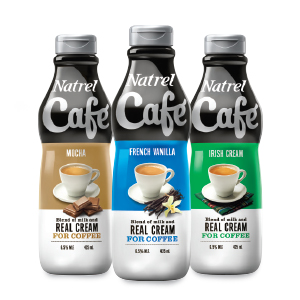 Natrel
Café
MOCHA
Blend of milk and
REAL CREAM
FOR COFFEE
Natrel
Café
FRENCH VANILLA
Blend of milk and
REAL CREAM
FOR COFFEE
Natrel
Café
IRISH CREAM
Blend of milk and
REAL CREAM
FOR COFFEE